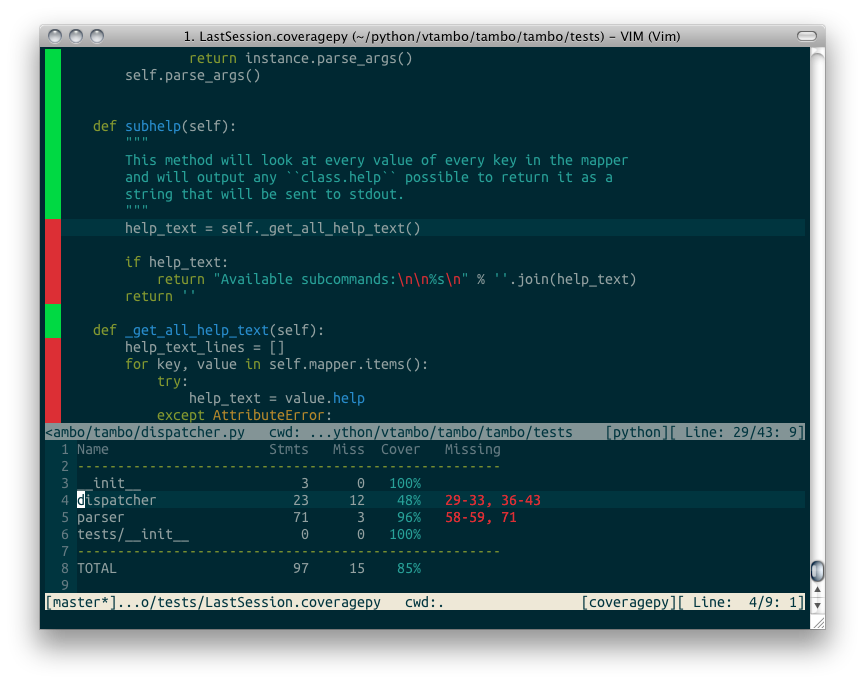 1. LastSession.coveragepy (~/python/vtambo/tambo/tambo/tests) – VIM (Vim)
return instance.parse_args()
self.parse_args()
def subhelp(self):
"""
This method will look at every value of every key in the mapper
and will output any ``class.help`` possible to return it as a
string that will be sent to stdout.
"""
help_text = self._get_all_help_text()
if help_text:
return "Available subcommands:\n\n%s\n" % ''.join(help_text)
return ''
def _get_all_help_text(self):
help_text_lines = []
for key, value in self.mapper.items():
try:
help_text = value.help
except AttributeError:
<ambo/tambo/dispatcher.py cwd: ...ython/vtambo/tambo/tambo/tests [python][ Line: 29/43: 9]
1 Name Stmts Miss Cover Missing
2 -----------------------------------------------------
3 __init__ 3 0 100%
4 dispatcher 23 12 48% 29-33, 36-43
5 parser 71 3 96% 58-59, 71
6 tests/__init__ 0 0 100%
7 -----------------------------------------------------
8 TOTAL 97 15 85%
9
[master*]...o/tests/LastSession.coveragepy cwd:. [coveragepy][ Line: 4/9: 1]